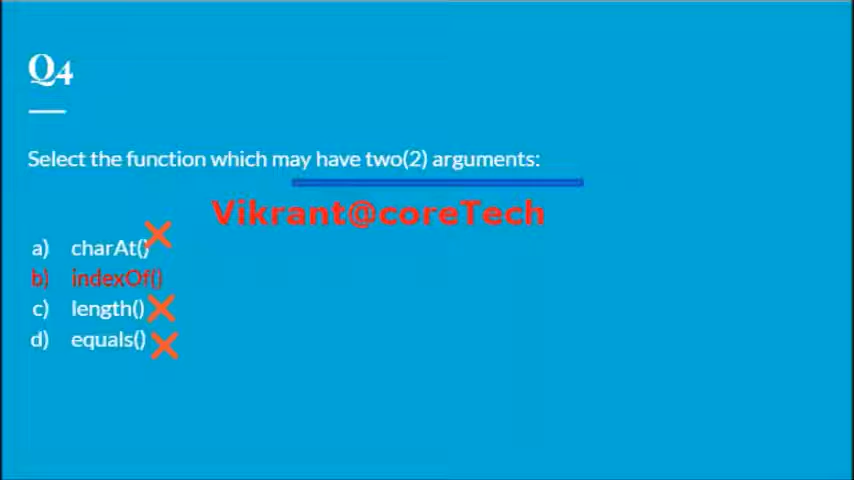 Q4
Select the function which may have two(2) arguments:
Vikrant@coreTech
a) charAt()
b) indexOf()
c) length()
d) equals()